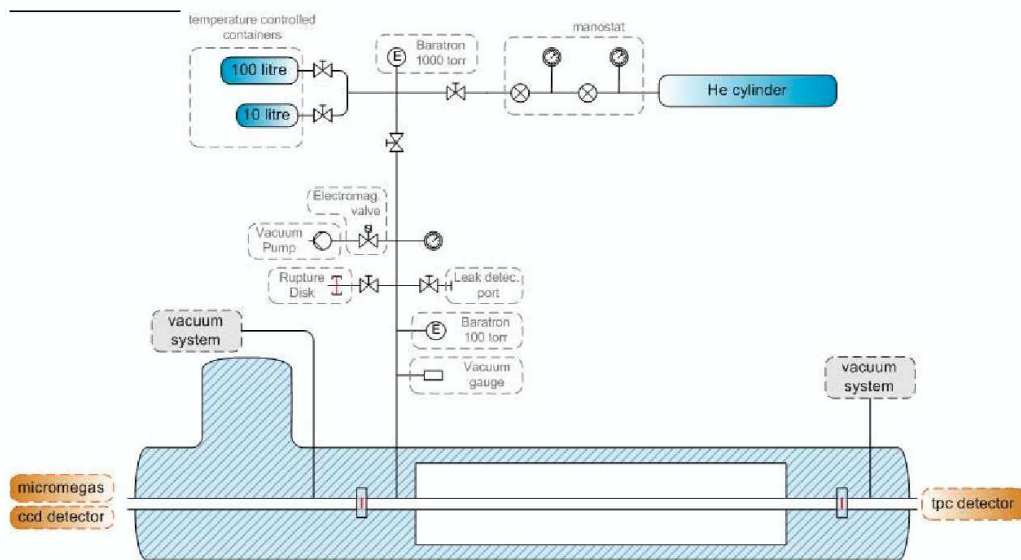 temperature controlled
containers
100 litre
10 litre
E
Baratron
1000 torr
manostat
He cylinder
Electromag.
valve
Vacuum
Pump
Rupture
Disk
Leak detec.
port
E
Baratron
100 torr
Vacuum
gauge
vacuum
system
vacuum
system
micromegas
ccd detector
tpc detector